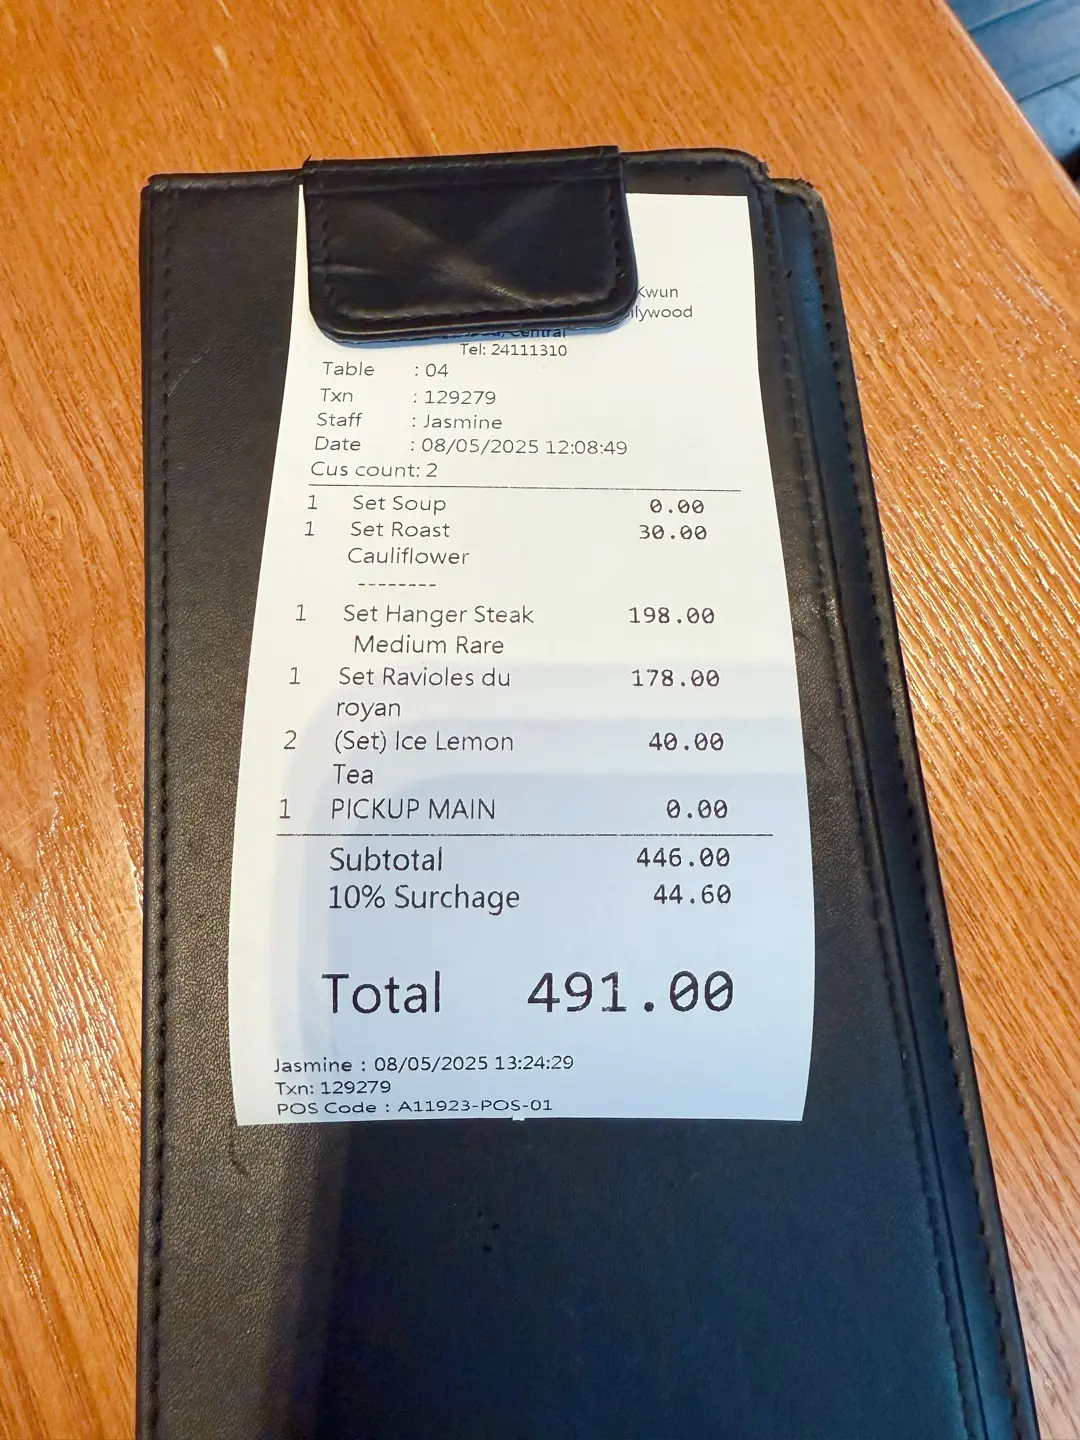 Kwun
llywood
Central
Tel: 24111310
Table : 04
Txn : 129279
Staff : Jasmine
Date : 08/05/2025 12:08:49
Cus count: 2
1 Set Soup 0.00
1 Set Roast 30.00
Cauliflower
--------
1 Set Hanger Steak 198.00
Medium Rare
1 Set Ravioles du 178.00
royan
2 (Set) Ice Lemon 40.00
Tea
1 PICKUP MAIN 0.00
Subtotal 446.00
10% Surchage 44.60
Total 491.00
Jasmine : 08/05/2025 13:24:29
Txn: 129279
POS Code : A11923-POS-01